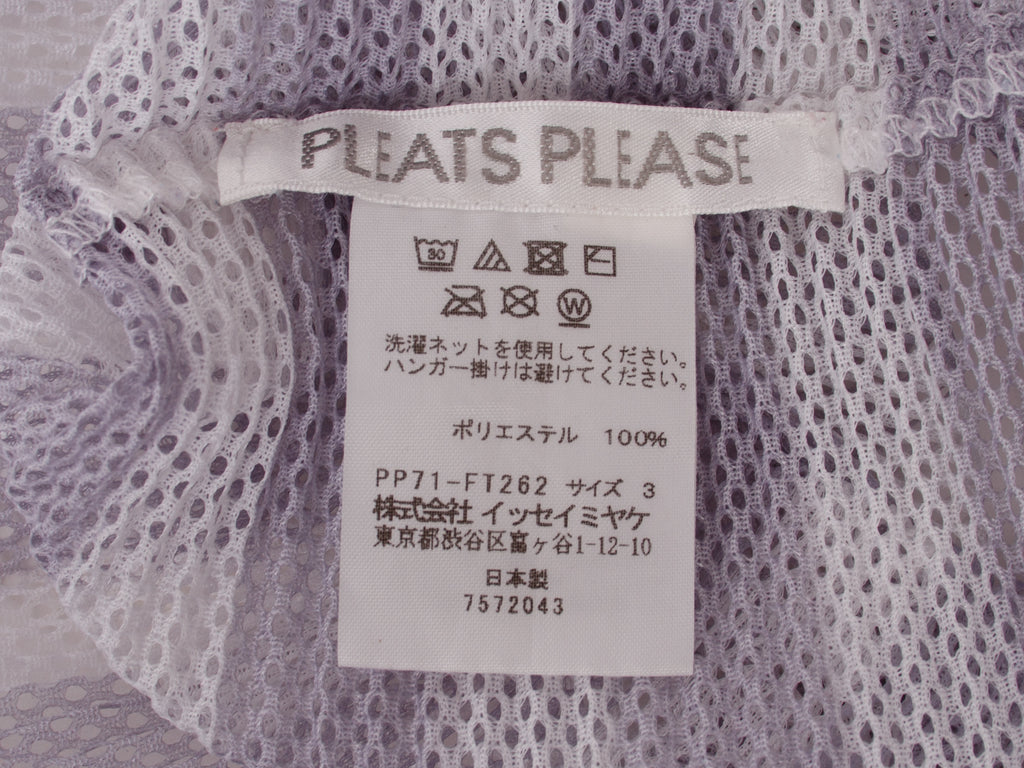 PLEATS PLEASE
30
W
洗濯ネットを使用してください。
ハンガー掛けは避けてください。
ポリエステル 100%
PP71-FT262 サイズ 3
株式会社 イッセイミヤケ
東京都渋谷区富ヶ谷1-12-10
日本製
7572043